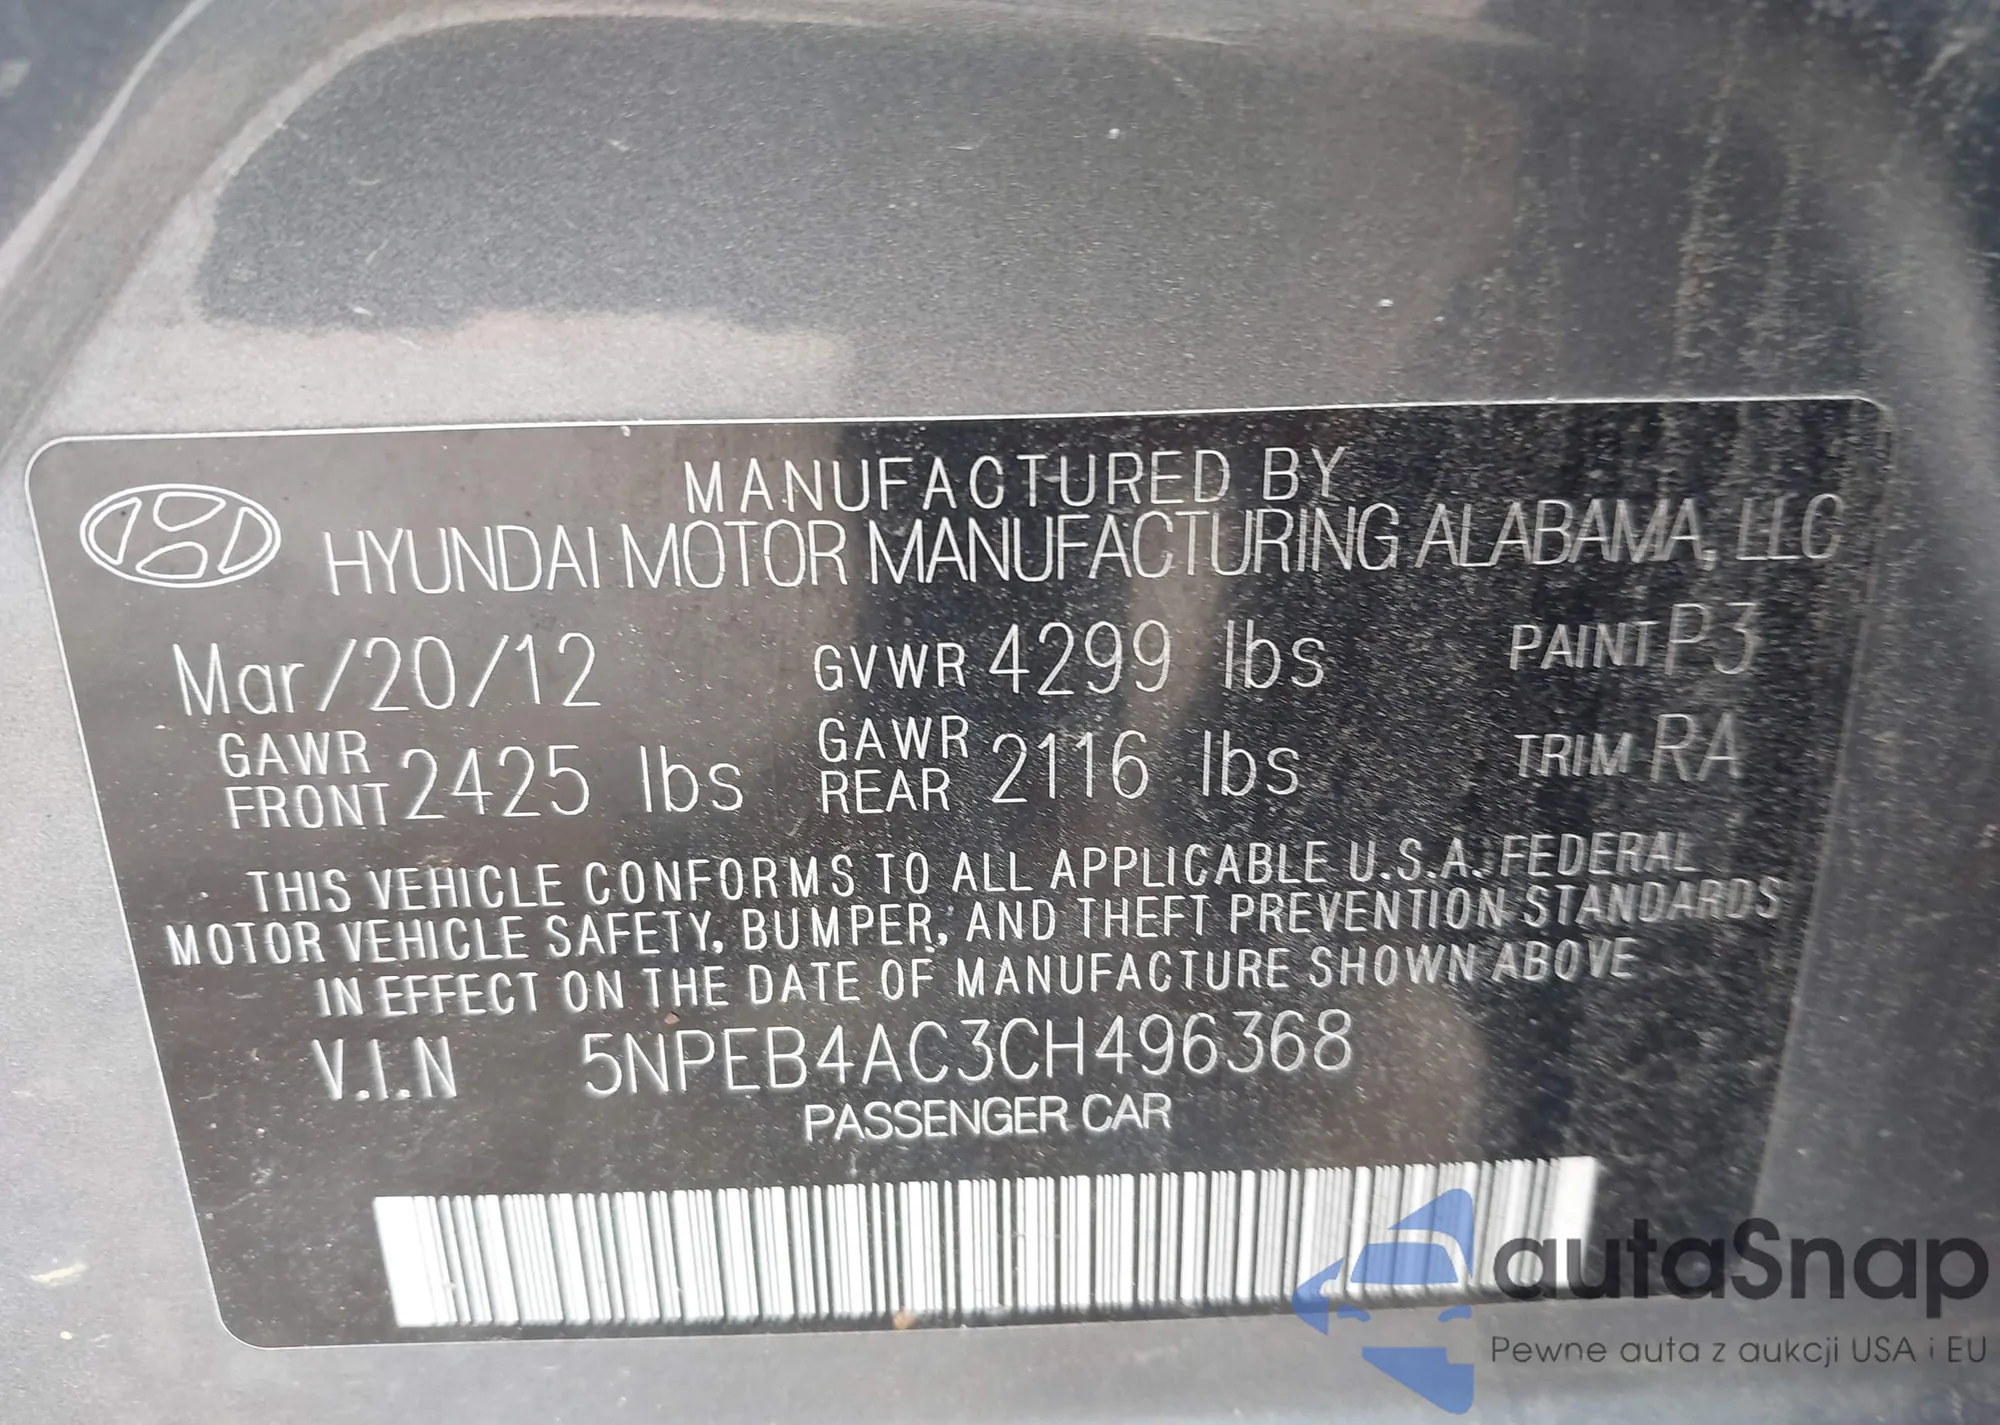 MANUFACTURED BY
HYUNDAI MOTOR MANUFACTURING ALABAMA, LLC
Mar/20/12 GVWR 4299 lbs PAINT P3
GAWR FRONT 2425 lbs GAWR REAR 2116 lbs TRIM RA
THIS VEHICLE CONFORMS TO ALL APPLICABLE U.S.A. FEDERAL
MOTOR VEHICLE SAFETY, BUMPER, AND THEFT PREVENTION STANDARDS
IN EFFECT ON THE DATE OF MANUFACTURE SHOWN ABOVE
V.I.N 5NPEB4AC3CH496368
PASSENGER CAR
autaSnap
Pewne auta z aukcji USA i EU